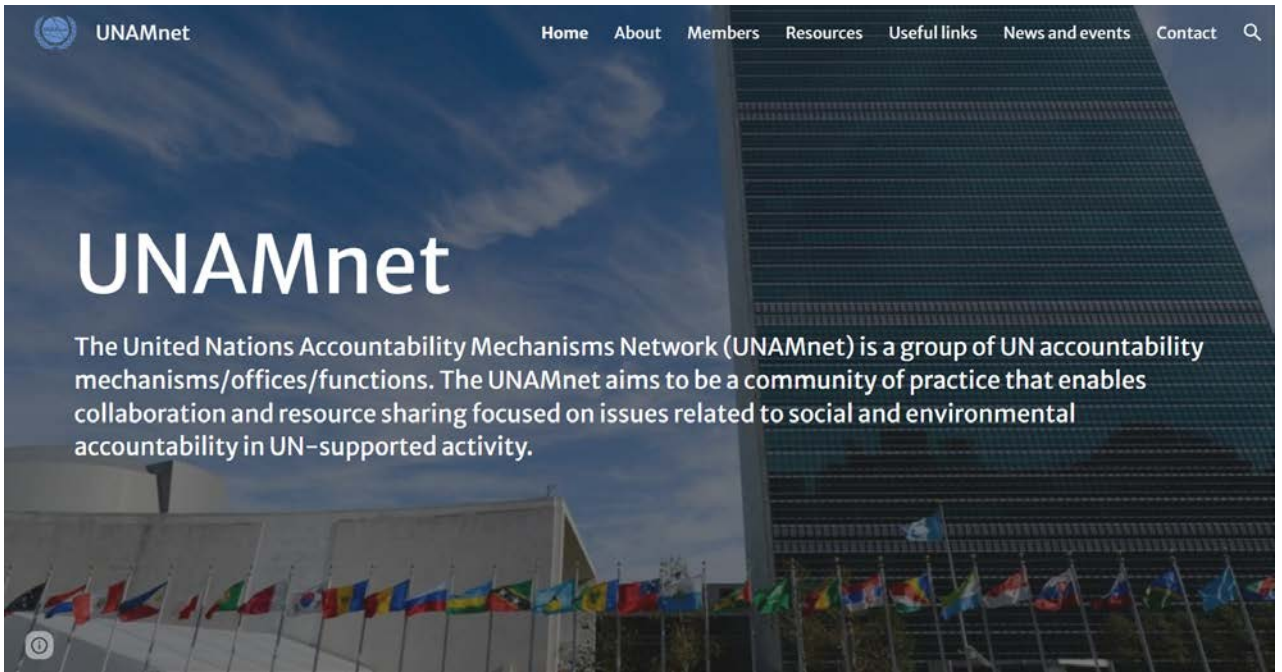 UNAMnet
Home About Members Resources Useful links News and events Contact
UNAMnet
The United Nations Accountability Mechanisms Network (UNAMnet) is a group of UN accountability
mechanisms/offices/functions. The UNAMnet aims to be a community of practice that enables
collaboration and resource sharing focused on issues related to social and environmental
accountability in UN-supported activity.